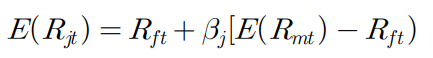 E(R_{jt}) = R_{ft} + β_j[E(R_{mt}) − R_{ft})